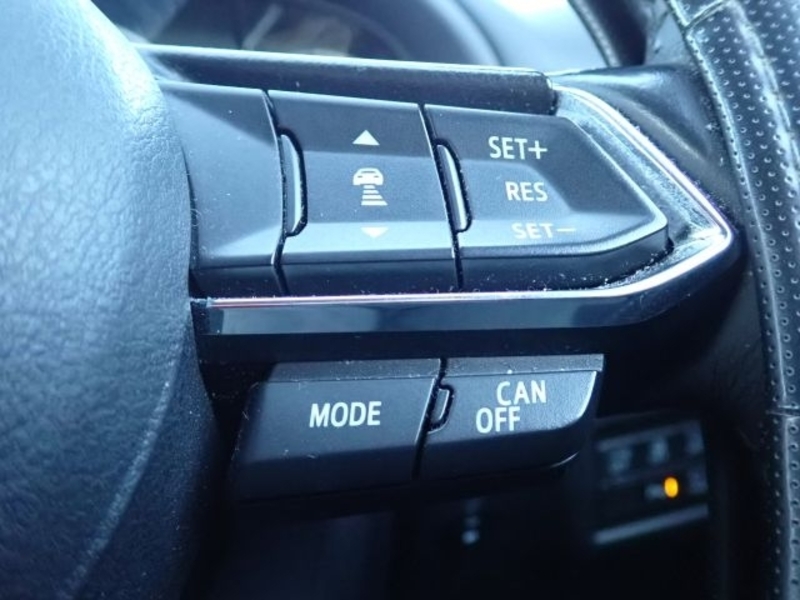 SET+
RES
SET-
MODE
CAN
OFF